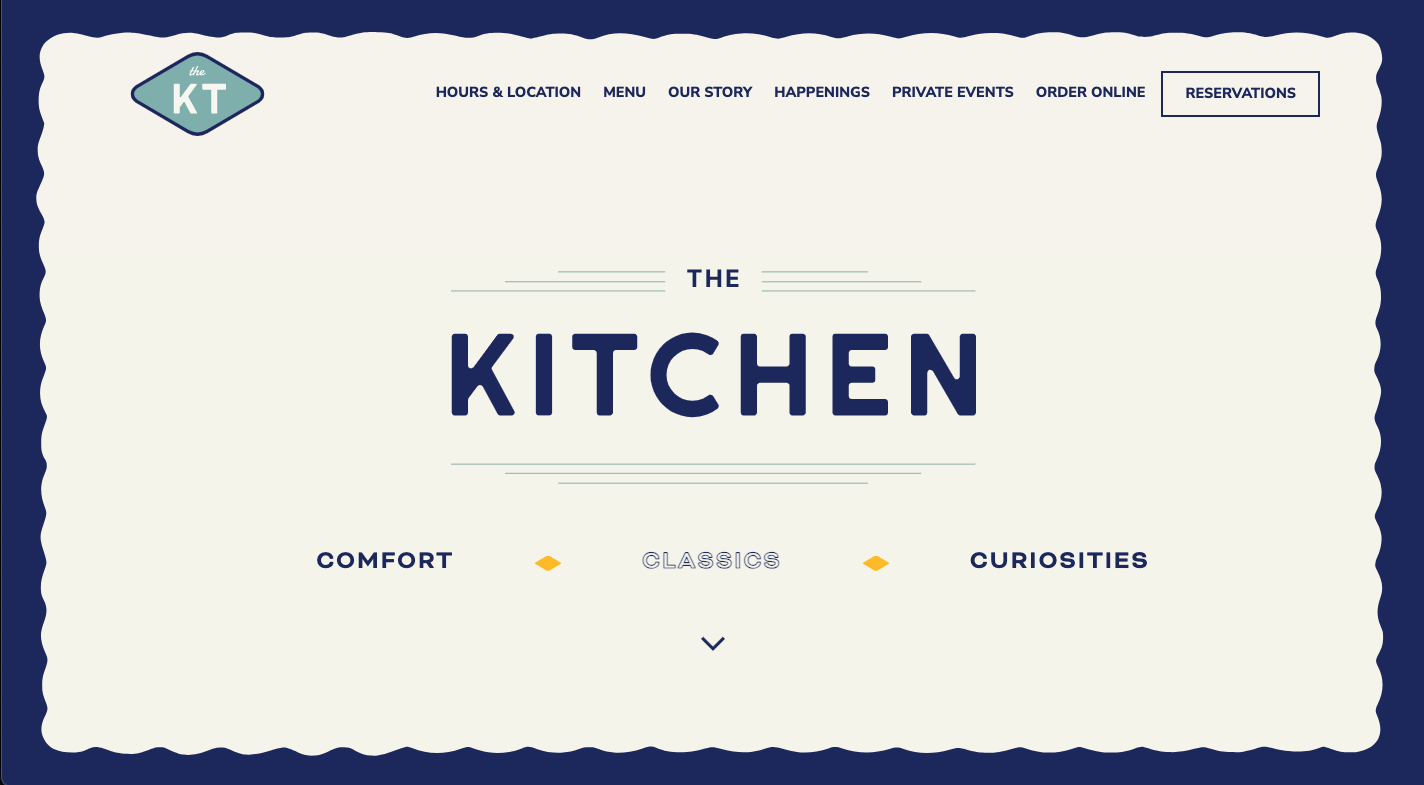 the
KT
HOURS & LOCATION MENU OUR STORY HAPPENINGS PRIVATE EVENTS ORDER ONLINE RESERVATIONS
THE
KITCHEN
COMFORT CLASSICS CURIOSITIES